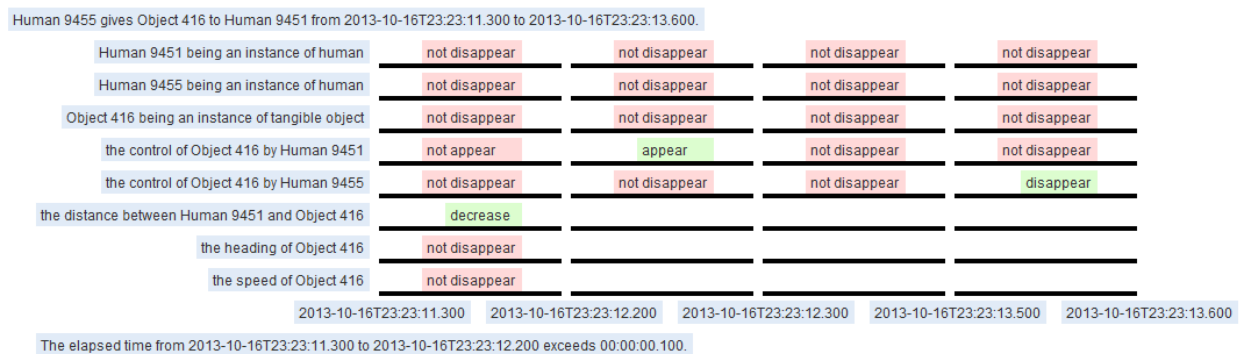 Human 9455 gives Object 416 to Human 9451 from 2013-10-16T23:23:11.300 to 2013-10-16T23:23:13.600.
Human 9451 being an instance of human not disappear not disappear not disappear not disappear
Human 9455 being an instance of human not disappear not disappear not disappear not disappear
Object 416 being an instance of tangible object not disappear not disappear not disappear not disappear
the control of Object 416 by Human 9451 not appear appear not disappear not disappear
the control of Object 416 by Human 9455 not disappear not disappear not disappear disappear
the distance between Human 9451 and Object 416 decrease
the heading of Object 416 not disappear
the speed of Object 416 not disappear
2013-10-16T23:23:11.300 2013-10-16T23:23:12.200 2013-10-16T23:23:12.300 2013-10-16T23:23:13.500 2013-10-16T23:23:13.600
The elapsed time from 2013-10-16T23:23:11.300 to 2013-10-16T23:23:12.200 exceeds 00:00:00.100.